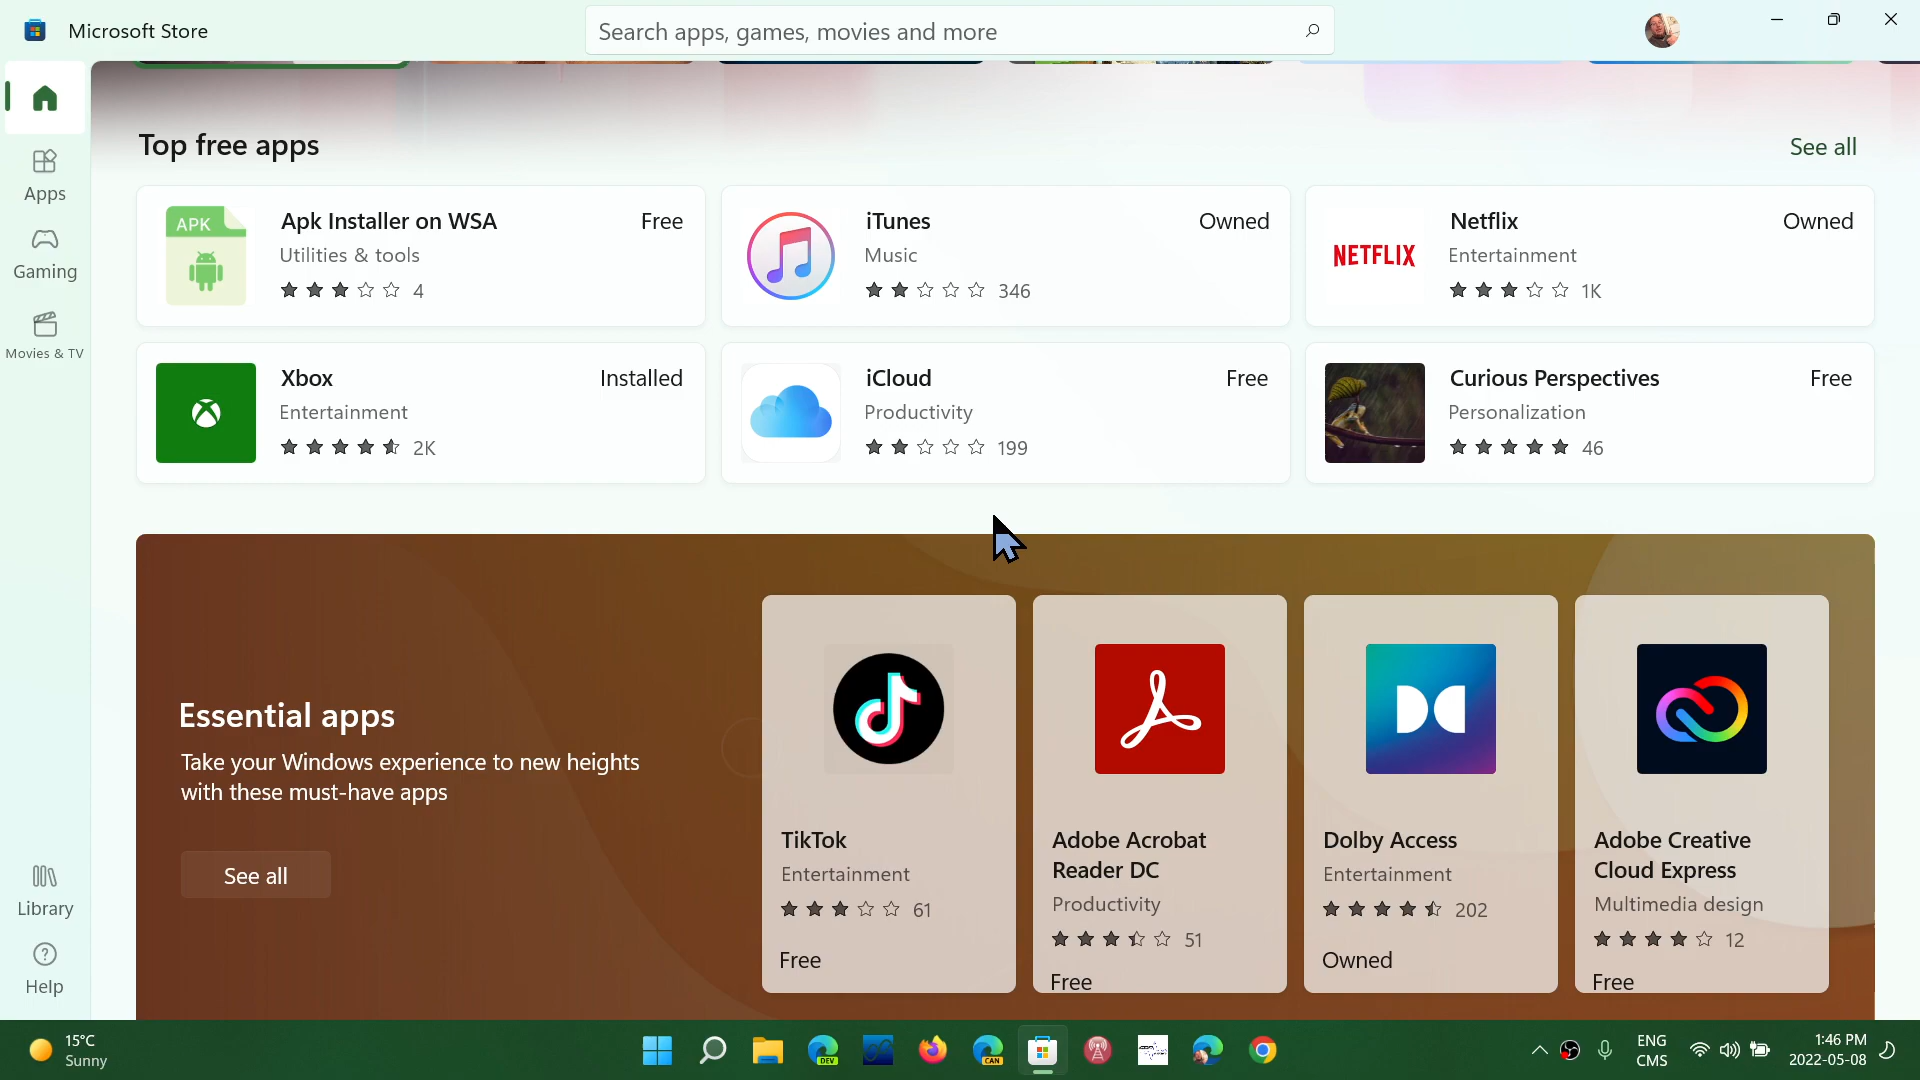 Microsoft Store
Search apps, games, movies and more
Apps
Gaming
Movies & TV
Library
Help
Top free apps
See all
APK
Apk Installer on WSA
Free
Utilities & tools
4
iTunes
Owned
Music
346
NETFLIX
Netflix
Owned
Entertainment
1K
Xbox
Installed
Entertainment
2K
iCloud
Free
Productivity
199
Curious Perspectives
Free
Personalization
46
Essential apps
Take your Windows experience to new heights
with these must-have apps
See all
TikTok
Entertainment
61
Free
Adobe Acrobat
Reader DC
Productivity
51
Free
Dolby Access
Entertainment
202
Owned
Adobe Creative
Cloud Express
Multimedia design
12
Free
15°C
Sunny
DEV
CAN
ENG
CMS
1:46 PM
2022-05-08